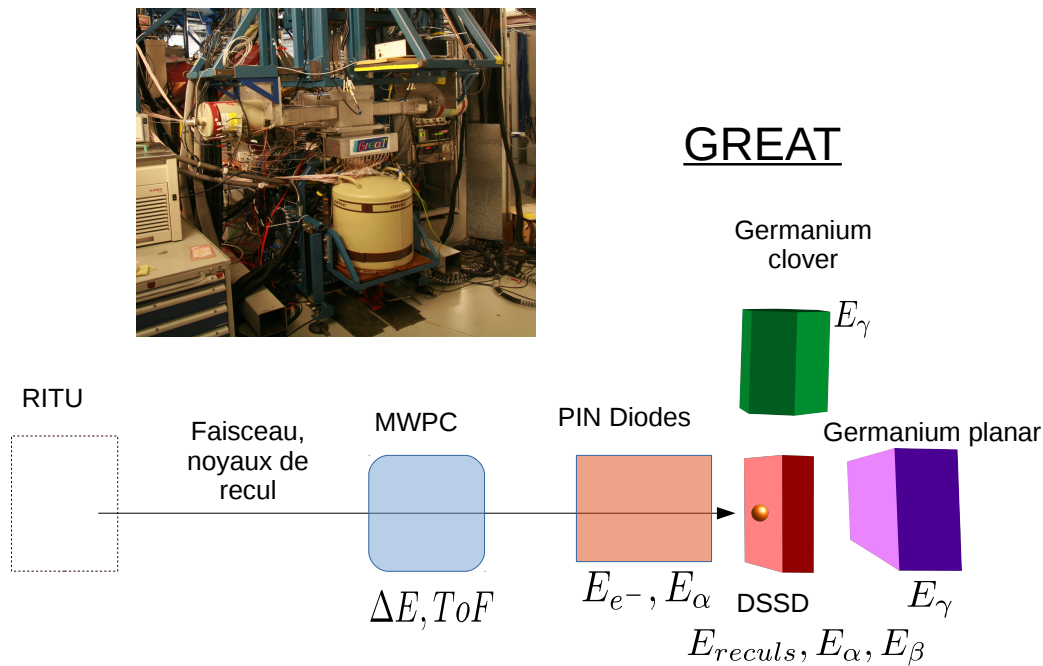 GREAT
GREAT
Germanium
clover
E_γ
RITU
Faisceau,
noyaux de
recul
MWPC
PIN Diodes
Germanium planar
ΔE, ToF
E_{e^-}, E_α
DSSD
E_γ
E_{reculs}, E_α, E_β